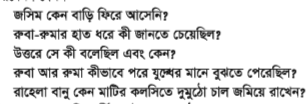 জসিম কেন বাড়ি ফিরে আসেনি?
রুবা-রুমার হাত ধরে কী জানতে চেয়েছিল?
উত্তরে সে কী বলেছিল এবং কেন?
রুবা আর রুমা কীভাবে পরে যুদ্ধের মানে বুঝতে পেরেছিল?
রাহেলা বানু কেন মাটির কলসিতে দুমুঠো চাল জমিয়ে রাখেন?